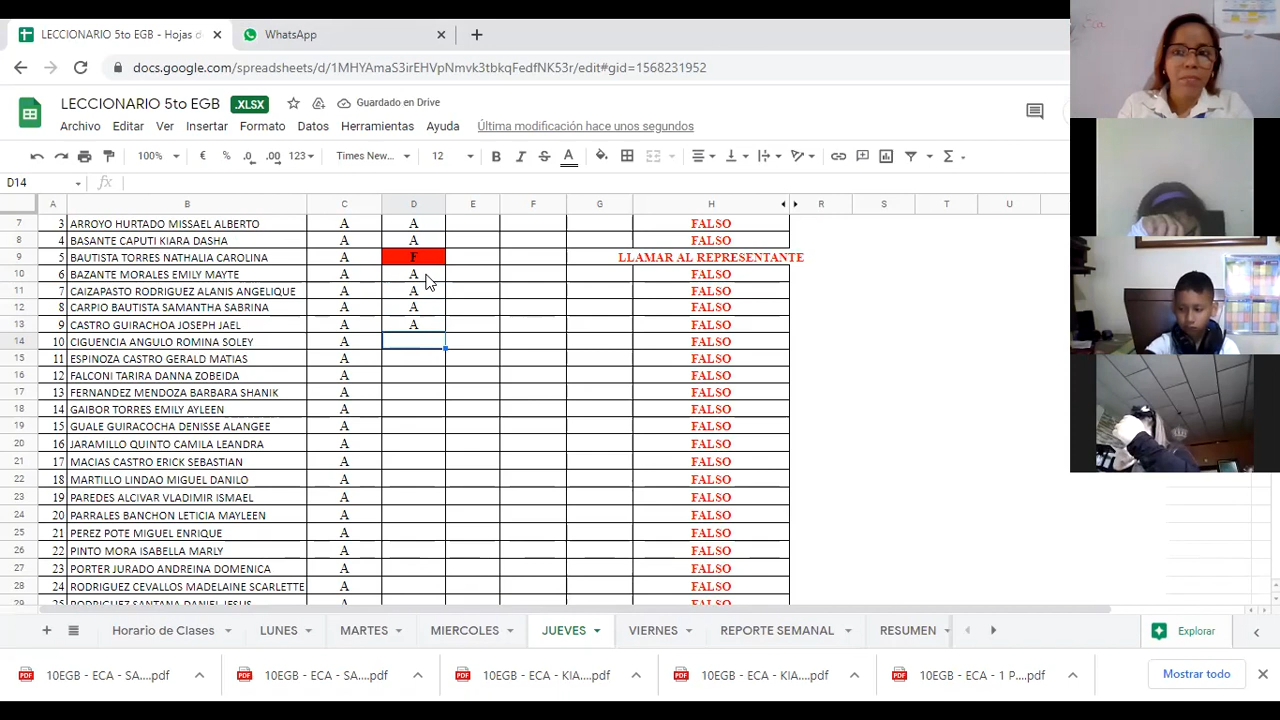 LECCIONARIO 5to EGB - Hojas d
WhatsApp
docs.google.com/spreadsheets/d/1MHYAmaS3irEHVpNmvk3tbkqFedfNK53r/edit#gid=1568231952
LECCIONARIO 5to EGB .XLSX Guardado en Drive
Archivo Editar Ver Insertar Formato Datos Herramientas Ayuda Última modificación hace unos segundos
100% € % .0 .00 123 Times New... 12 B I S A Σ
D14 fx
A B C D E F G H R S T U
7 3 ARROYO HURTADO MISSAEL ALBERTO A A FALSO
8 4 BASANTE CAPUTI KIARA DASHA A A FALSO
9 5 BAUTISTA TORRES NATHALIA CAROLINA A F LLAMAR AL REPRESENTANTE
10 6 BAZANTE MORALES EMILY MAYTE A A FALSO
11 7 CAIZAPASTO RODRIGUEZ ALANIS ANGELIQUE A A FALSO
12 8 CARPIO BAUTISTA SAMANTHA SABRINA A A FALSO
13 9 CASTRO GUIRACHOA JOSEPH JAEL A A FALSO
14 10 CIGUENCIA ANGULO ROMINA SOLEY A FALSO
15 11 ESPINOZA CASTRO GERALD MATIAS A FALSO
16 12 FALCONI TARIRA DANNA ZOBEIDA A FALSO
17 13 FERNANDEZ MENDOZA BARBARA SHANIK A FALSO
18 14 GAIBOR TORRES EMILY AYLEEN A FALSO
19 15 GUALE GUIRACOCHA DENISSE ALANGEE A FALSO
20 16 JARAMILLO QUINTO CAMILA LEANDRA A FALSO
21 17 MACIAS CASTRO ERICK SEBASTIAN A FALSO
22 18 MARTILLO LINDAO MIGUEL DANILO A FALSO
23 19 PAREDES ALCIVAR VLADIMIR ISMAEL A FALSO
24 20 PARRALES BANCHON LETICIA MAYLEEN A FALSO
25 21 PEREZ POTE MIGUEL ENRIQUE A FALSO
26 22 PINTO MORA ISABELLA MARLY A FALSO
27 23 PORTER JURADO ANDREINA DOMENICA A FALSO
28 24 RODRIGUEZ CEVALLOS MADELAINE SCARLETTE A FALSO
29 25 RODRIGUEZ SANTANA DANIEL JESUS A FALSO
Horario de Clases LUNES MARTES MIERCOLES JUEVES VIERNES REPORTE SEMANAL RESUMEN Explorar
10EGB - ECA - SA....pdf 10EGB - ECA - SA....pdf 10EGB - ECA - KIA....pdf 10EGB - ECA - KIA....pdf 10EGB - ECA - 1 P....pdf Mostrar todo